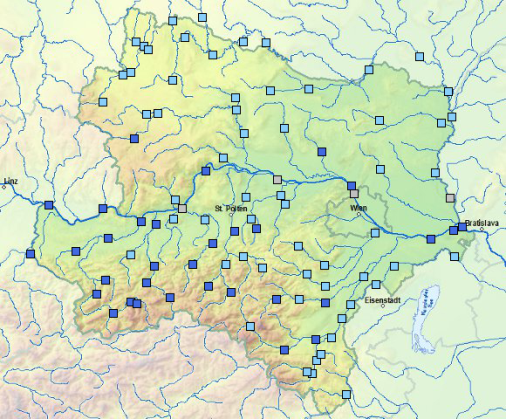 Linz
St. Pölten
Wien
Bratislava
Eisenstadt